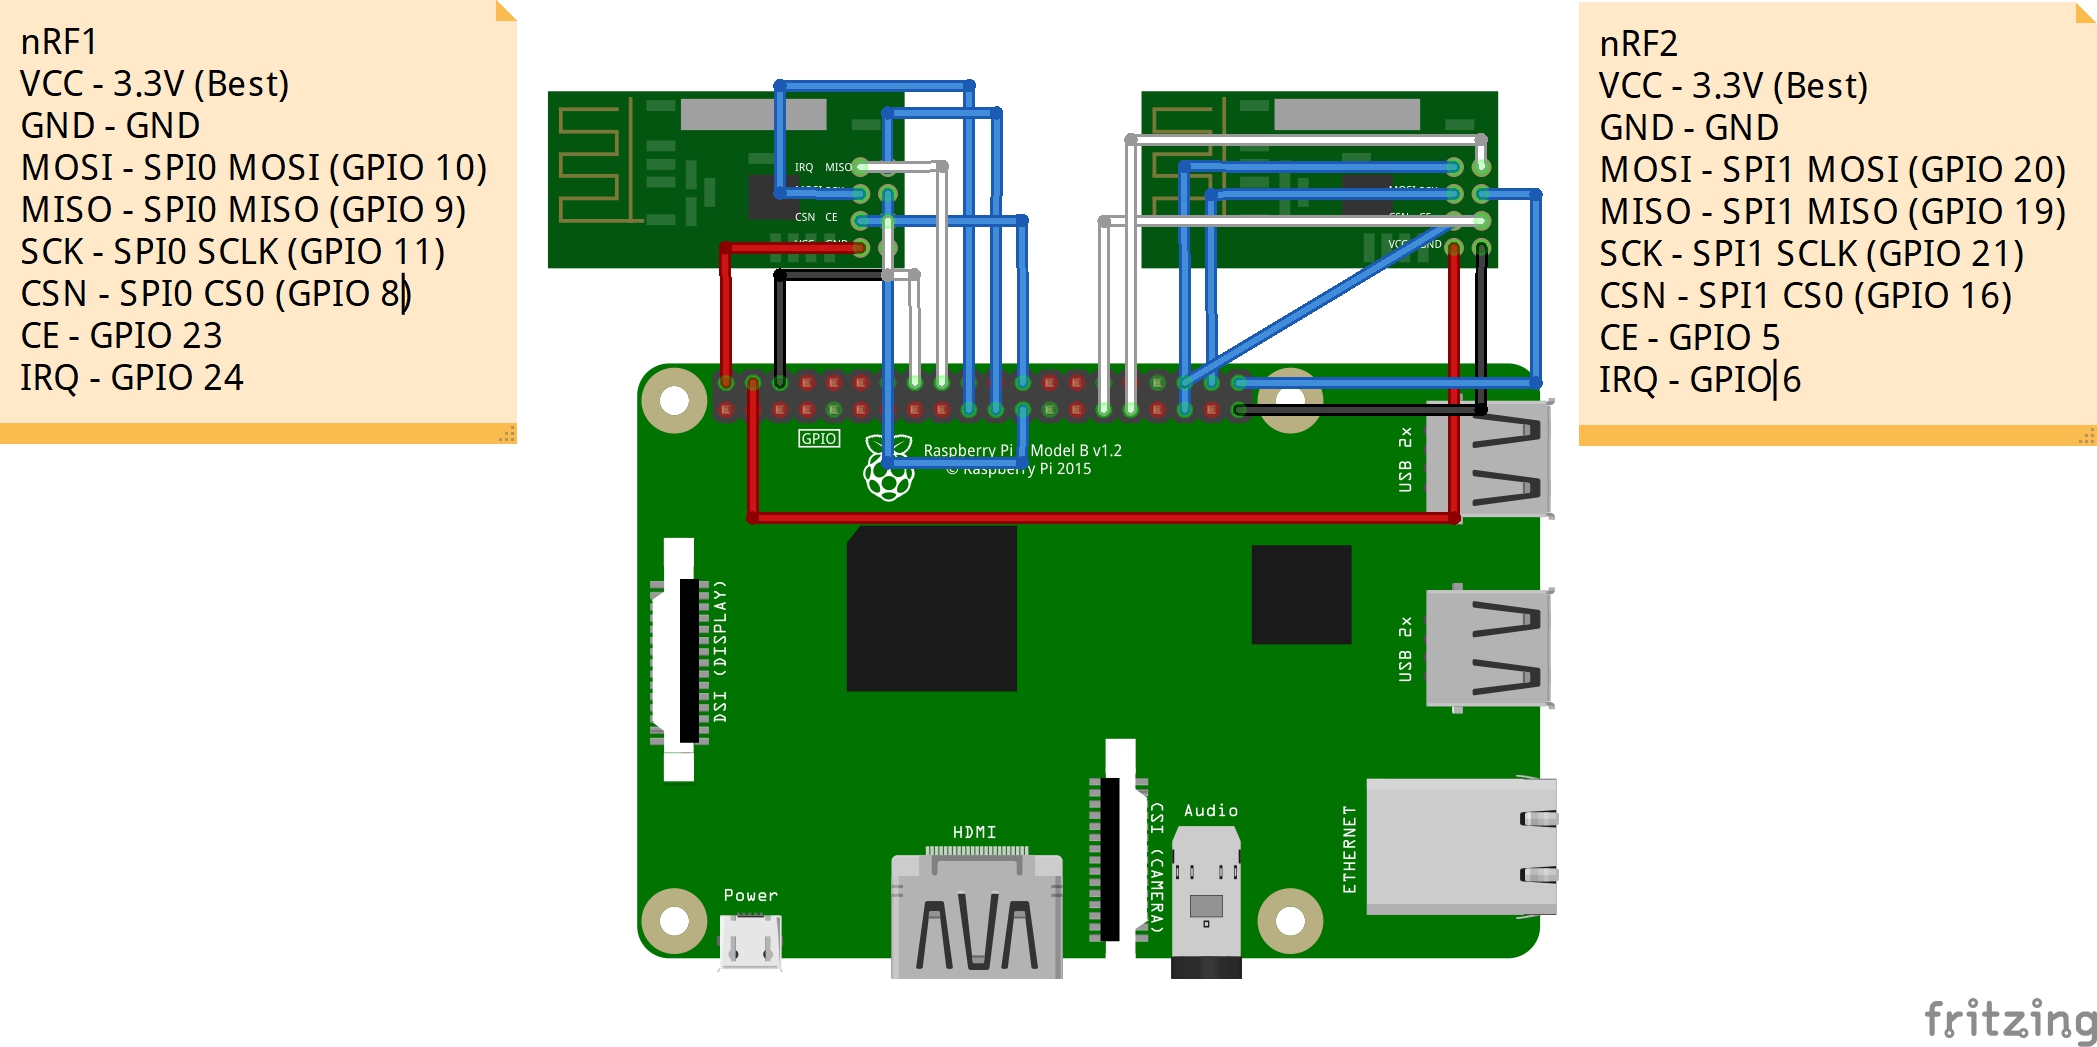 nRF1
VCC - 3.3V (Best)
GND - GND
MOSI - SPI0 MOSI (GPIO 10)
MISO - SPI0 MISO (GPIO 9)
SCK - SPI0 SCLK (GPIO 11)
CSN - SPI0 CS0 (GPIO 8)
CE - GPIO 23
IRQ - GPIO 24
nRF2
VCC - 3.3V (Best)
GND - GND
MOSI - SPI1 MOSI (GPIO 20)
MISO - SPI1 MISO (GPIO 19)
SCK - SPI1 SCLK (GPIO 21)
CSN - SPI1 CS0 (GPIO 16)
CE - GPIO 5
IRQ - GPIO 6
IRQ MISO
CSN CE
VCC GND
GPIO
Raspberry Pi Model B v1.2
© Raspberry Pi 2015
USB 2x
USB 2x
DSI (DISPLAY)
CSI (CAMERA)
Audio
HDMI
ETHERNET
Power
fritzing